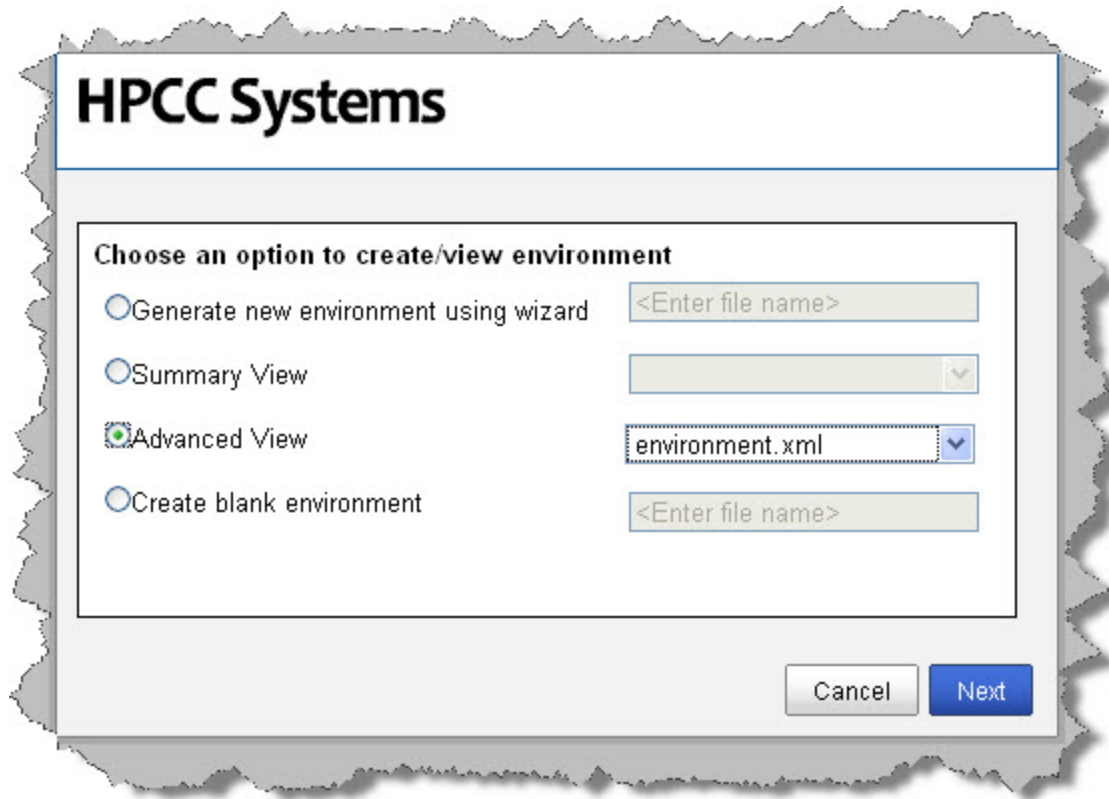 HPCC Systems
Choose an option to create/view environment
Generate new environment using wizard <Enter file name>
Summary View
Advanced View environment.xml
Create blank environment <Enter file name>
Cancel Next